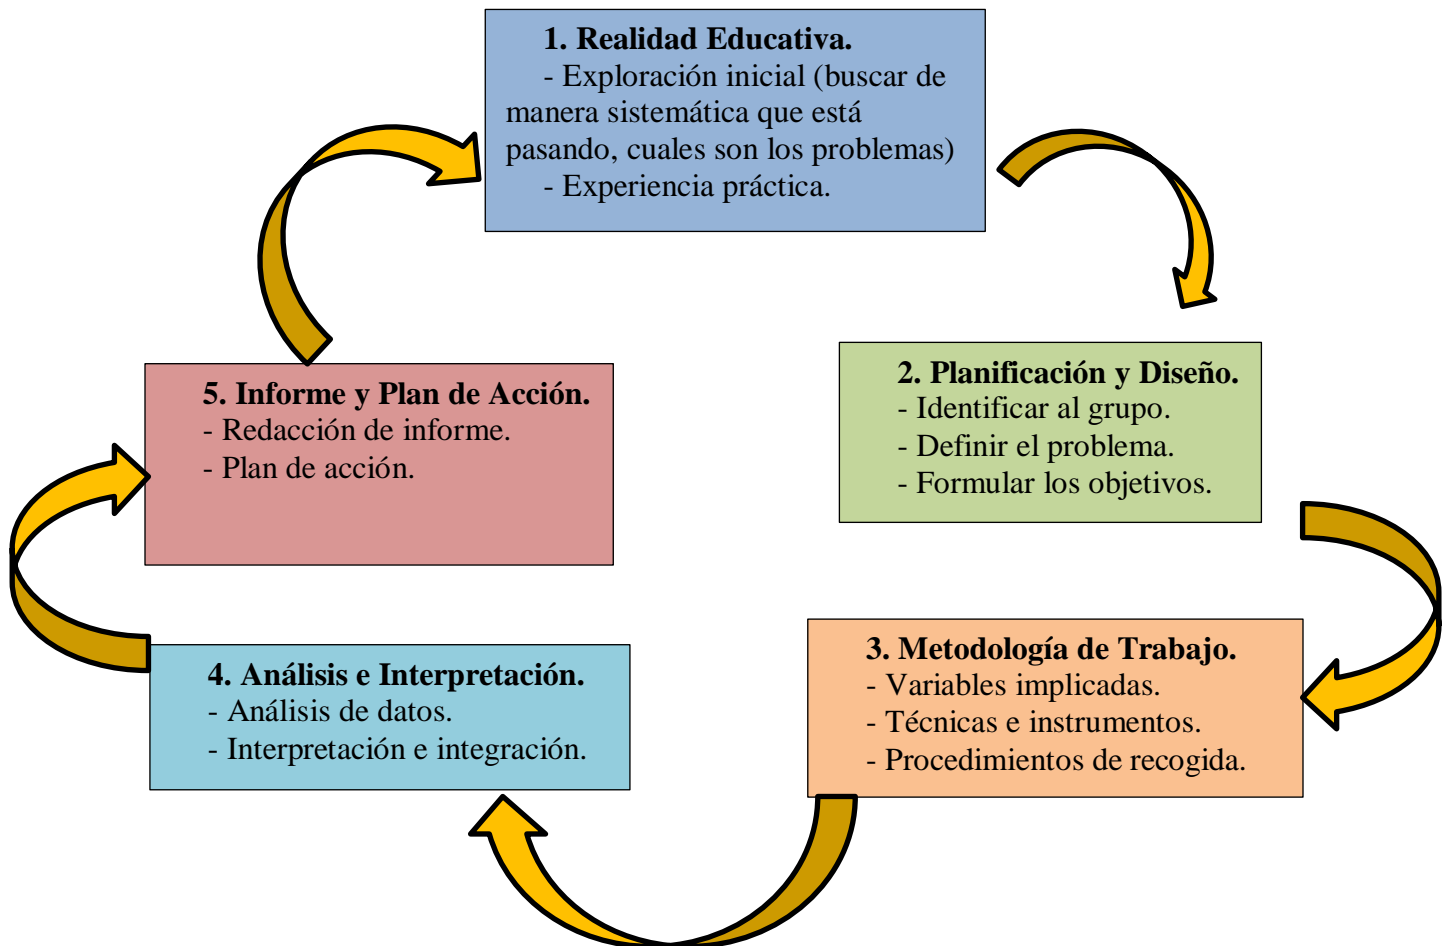 1. Realidad Educativa.
- Exploración inicial (buscar de
manera sistemática que está
pasando, cuales son los problemas)
- Experiencia práctica.
2. Planificación y Diseño.
- Identificar al grupo.
- Definir el problema.
- Formular los objetivos.
3. Metodología de Trabajo.
- Variables implicadas.
- Técnicas e instrumentos.
- Procedimientos de recogida.
4. Análisis e Interpretación.
- Análisis de datos.
- Interpretación e integración.
5. Informe y Plan de Acción.
- Redacción de informe.
- Plan de acción.